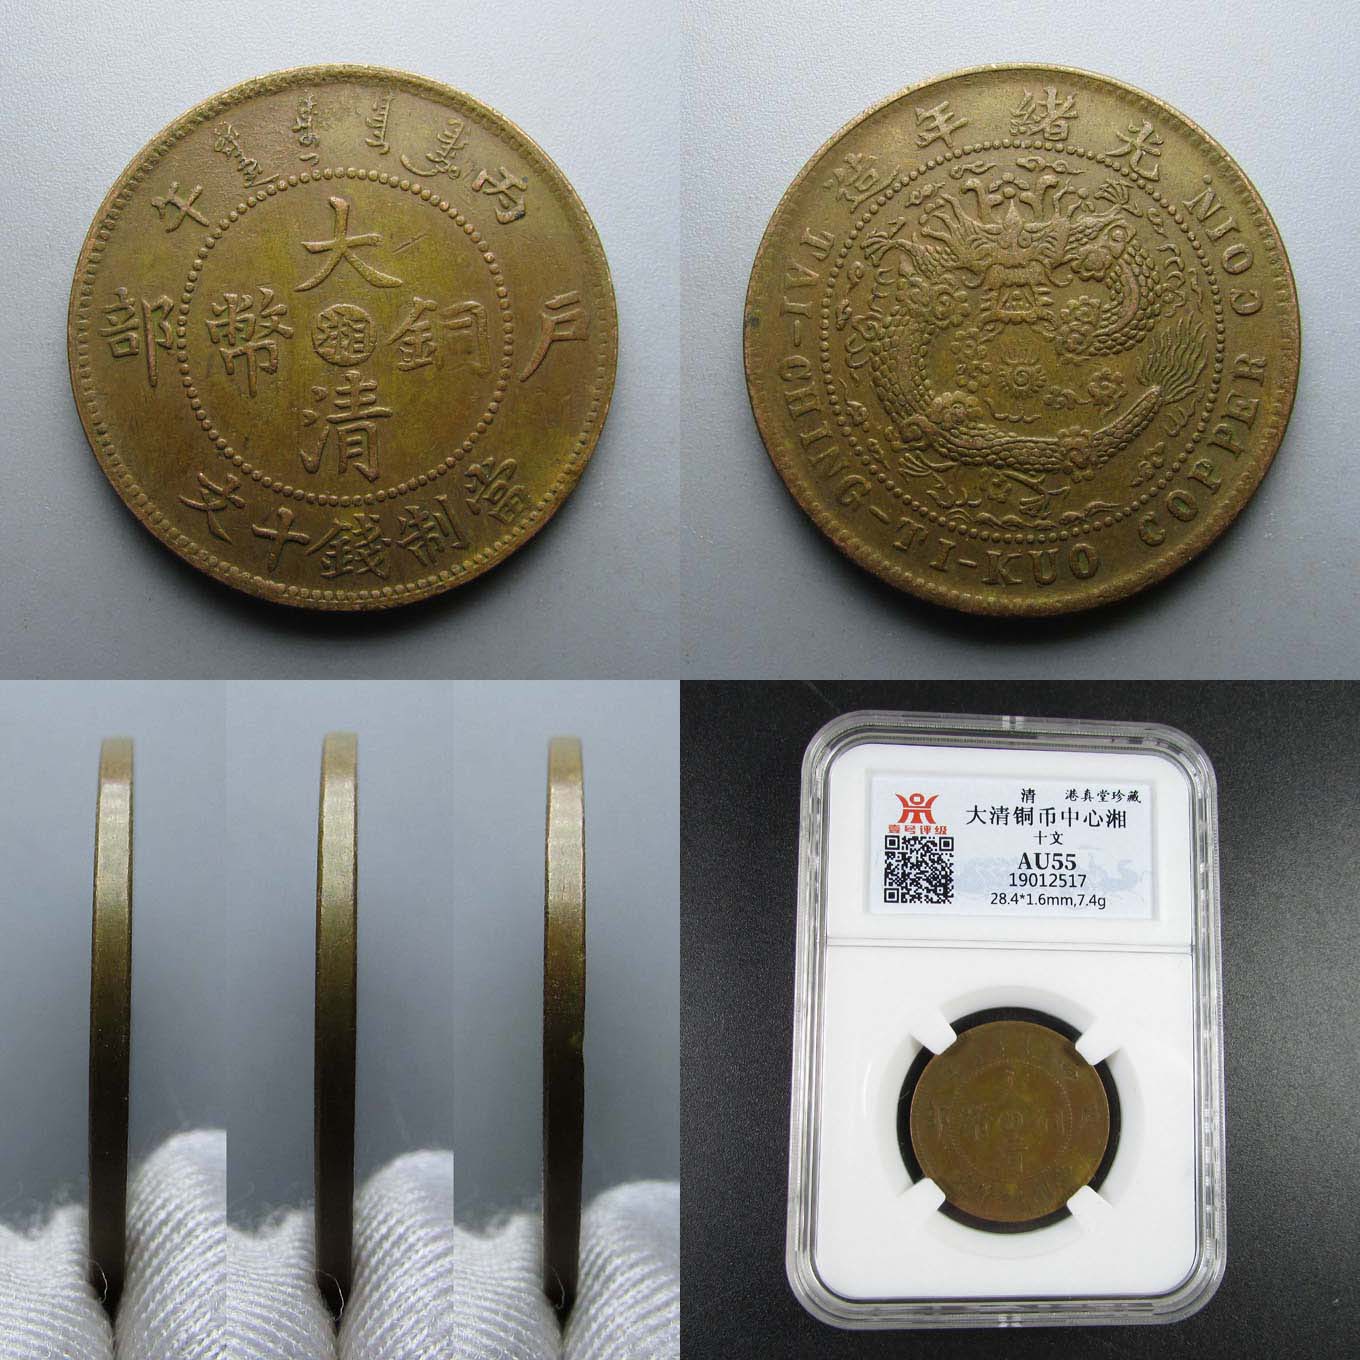 丙午
大清銅幣
湘
戶部
當制錢十文
光緒年造
TAI-CHING-TI-KUO COPPER COIN
清 港真堂珍藏
大清铜币中心湘
十文
壹号评级
AU55
19012517
28.4*1.6mm,7.4g